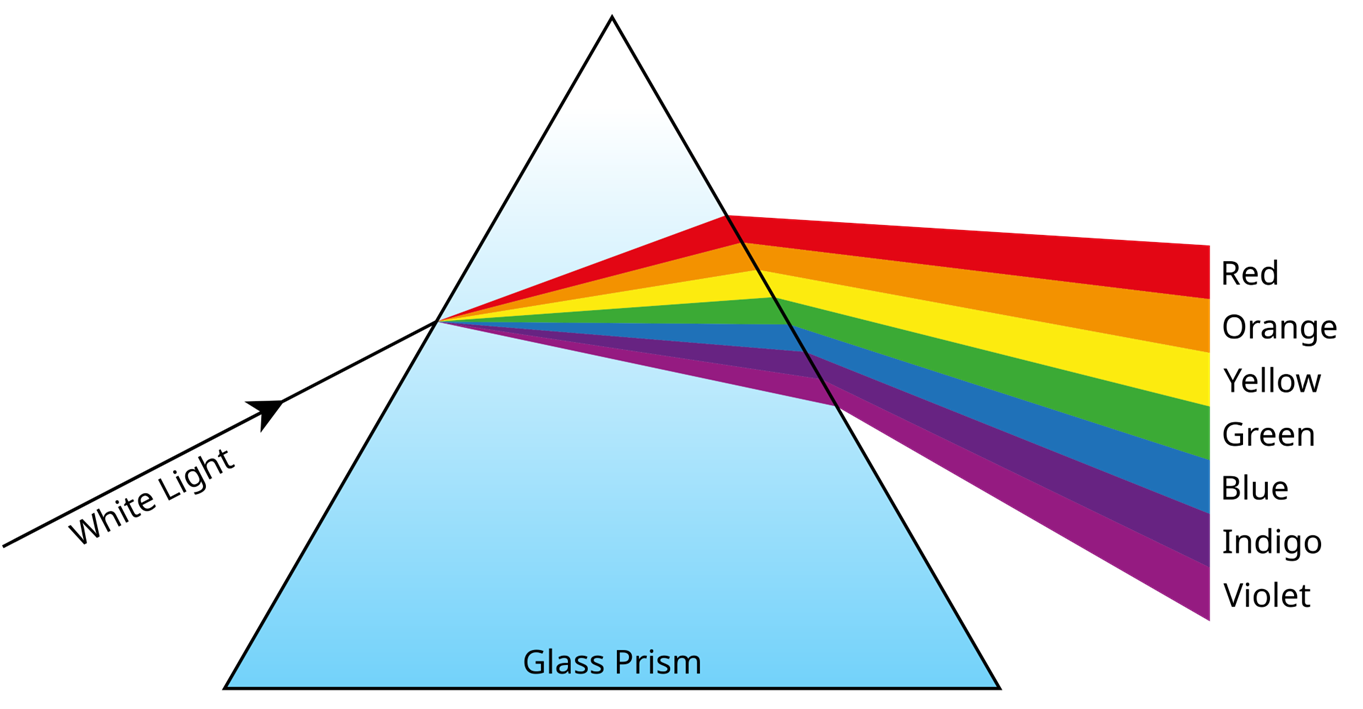 White Light
Glass Prism
Red
Orange
Yellow
Green
Blue
Indigo
Violet